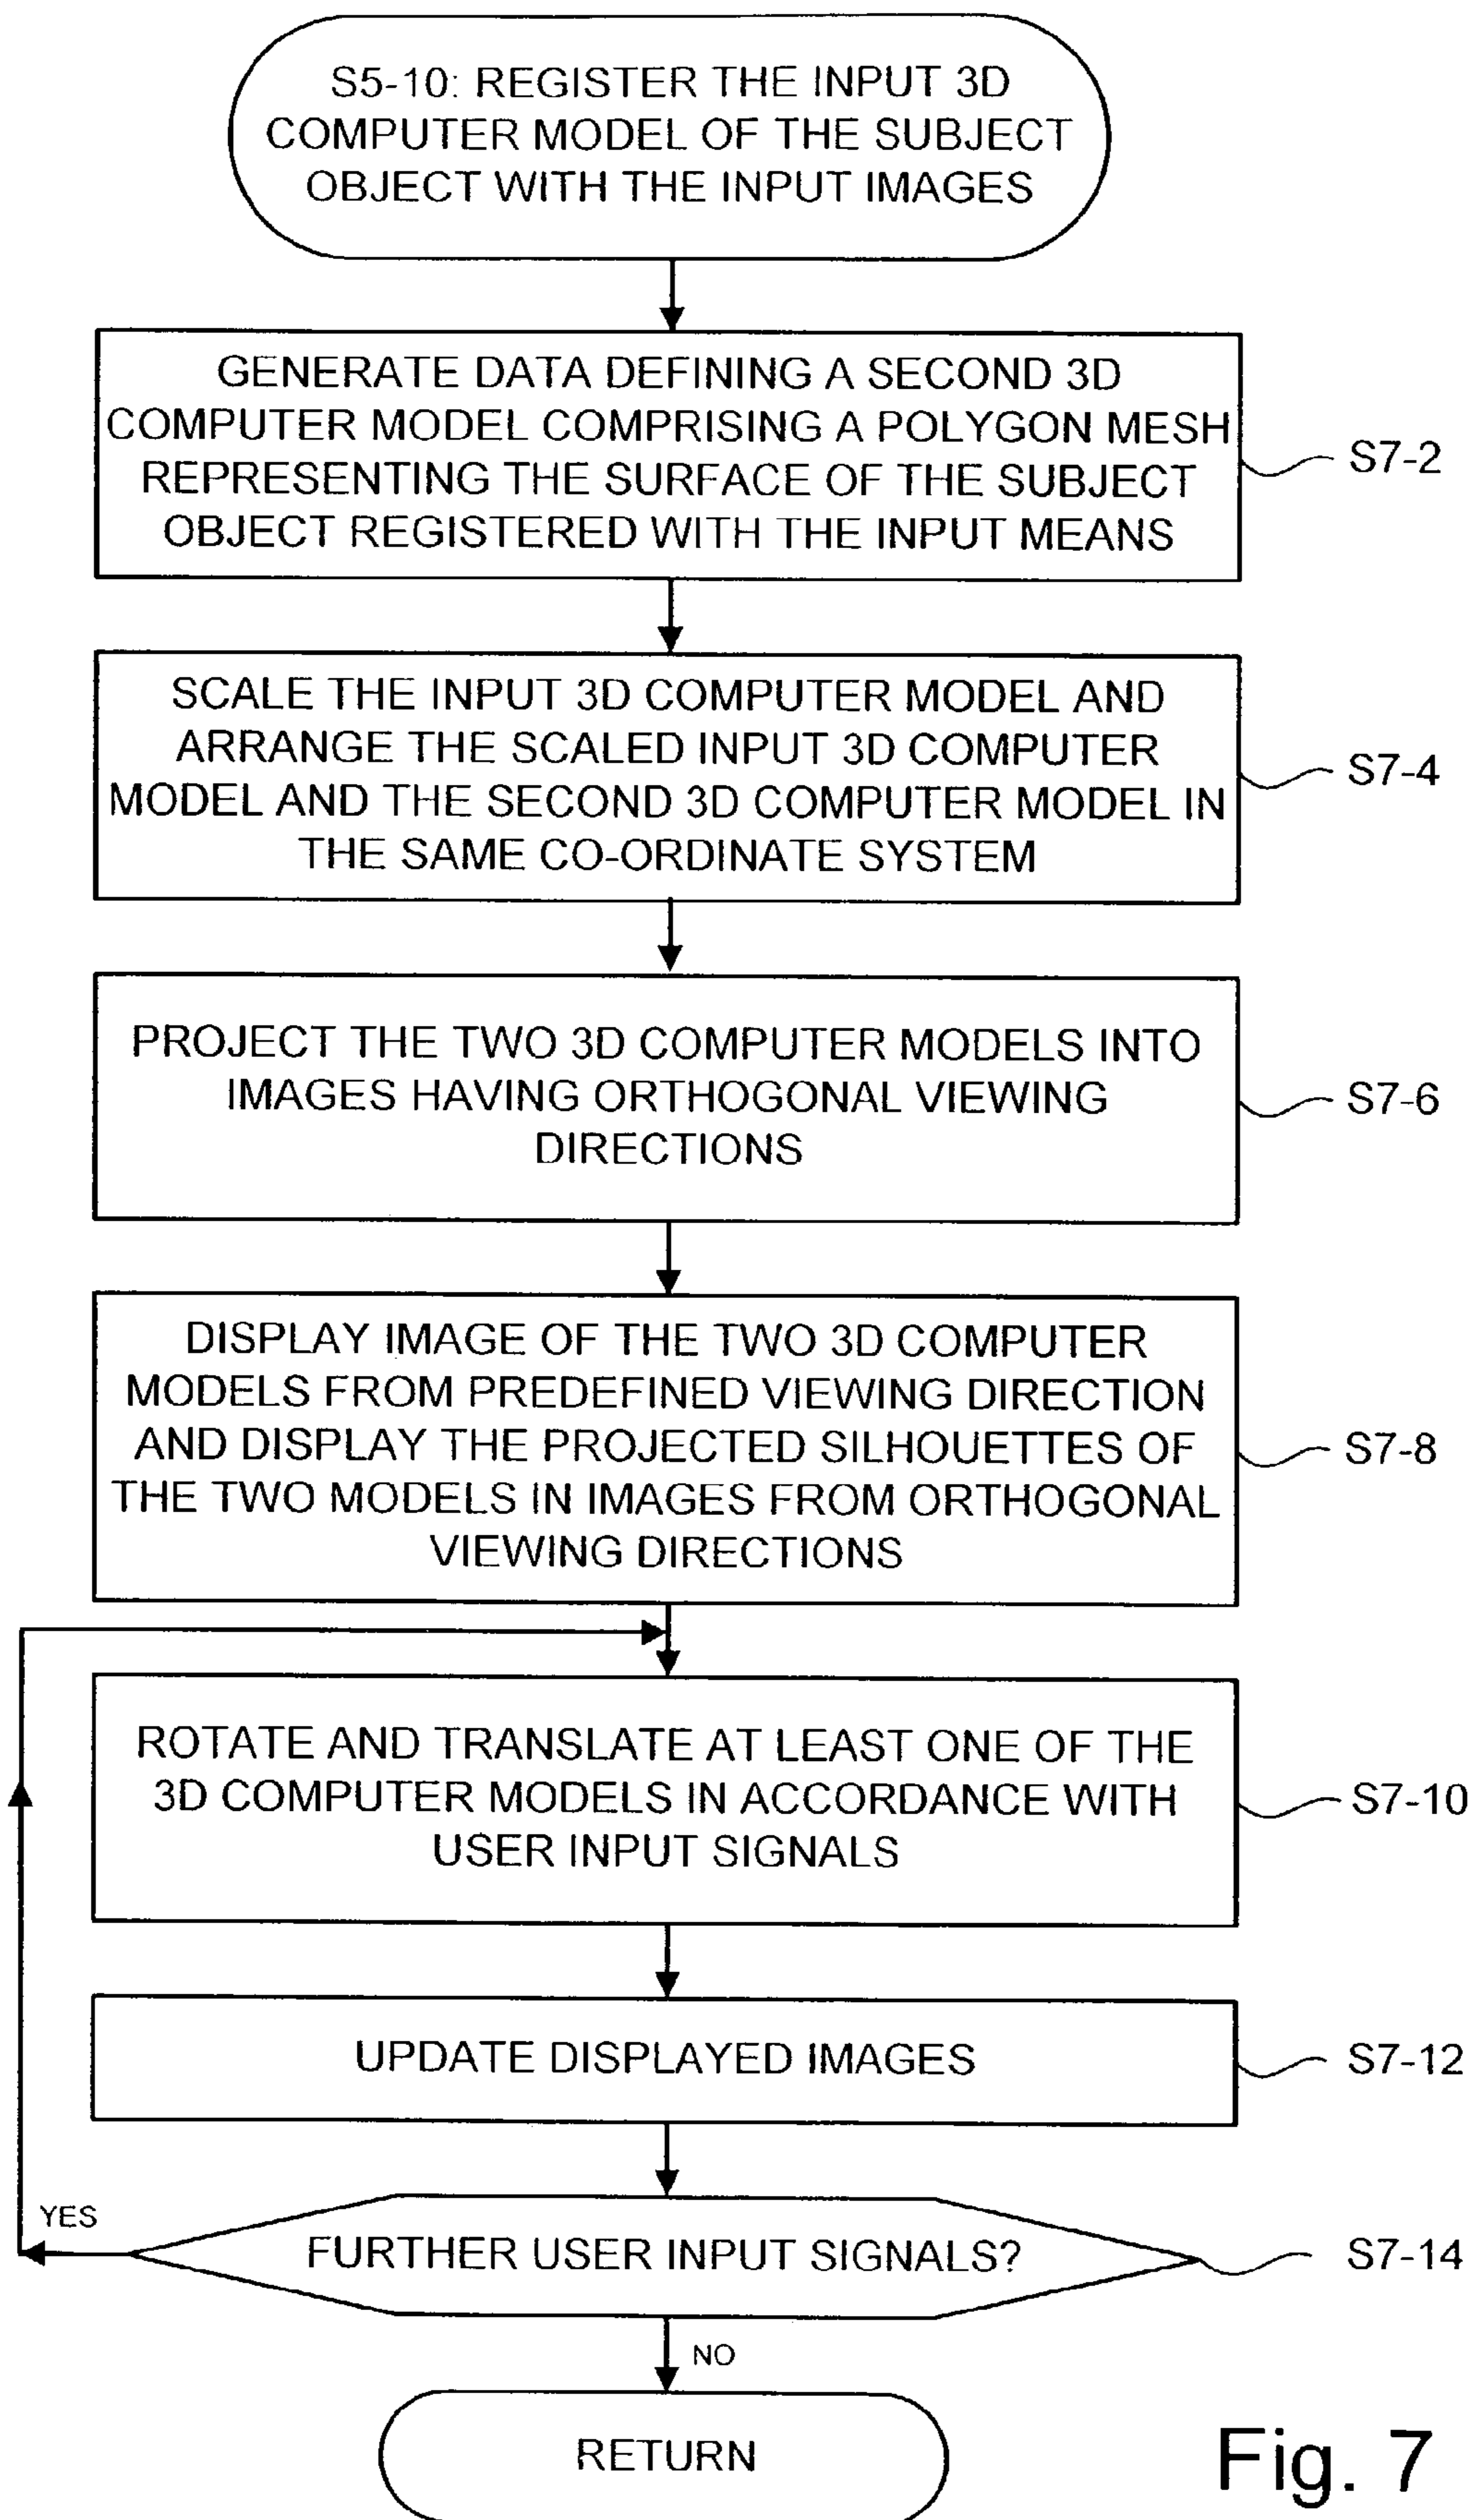 S5-10: REGISTER THE INPUT 3D
COMPUTER MODEL OF THE SUBJECT
OBJECT WITH THE INPUT IMAGES
GENERATE DATA DEFINING A SECOND 3D
COMPUTER MODEL COMPRISING A POLYGON MESH
REPRESENTING THE SURFACE OF THE SUBJECT
OBJECT REGISTERED WITH THE INPUT MEANS
S7-2
SCALE THE INPUT 3D COMPUTER MODEL AND
ARRANGE THE SCALED INPUT 3D COMPUTER
MODEL AND THE SECOND 3D COMPUTER MODEL IN
THE SAME CO-ORDINATE SYSTEM
S7-4
PROJECT THE TWO 3D COMPUTER MODELS INTO
IMAGES HAVING ORTHOGONAL VIEWING
DIRECTIONS
S7-6
DISPLAY IMAGE OF THE TWO 3D COMPUTER
MODELS FROM PREDEFINED VIEWING DIRECTION
AND DISPLAY THE PROJECTED SILHOUETTES OF
THE TWO MODELS IN IMAGES FROM ORTHOGONAL
VIEWING DIRECTIONS
S7-8
ROTATE AND TRANSLATE AT LEAST ONE OF THE
3D COMPUTER MODELS IN ACCORDANCE WITH
USER INPUT SIGNALS
S7-10
UPDATE DISPLAYED IMAGES
S7-12
YES
FURTHER USER INPUT SIGNALS?
S7-14
NO
RETURN
Fig. 7